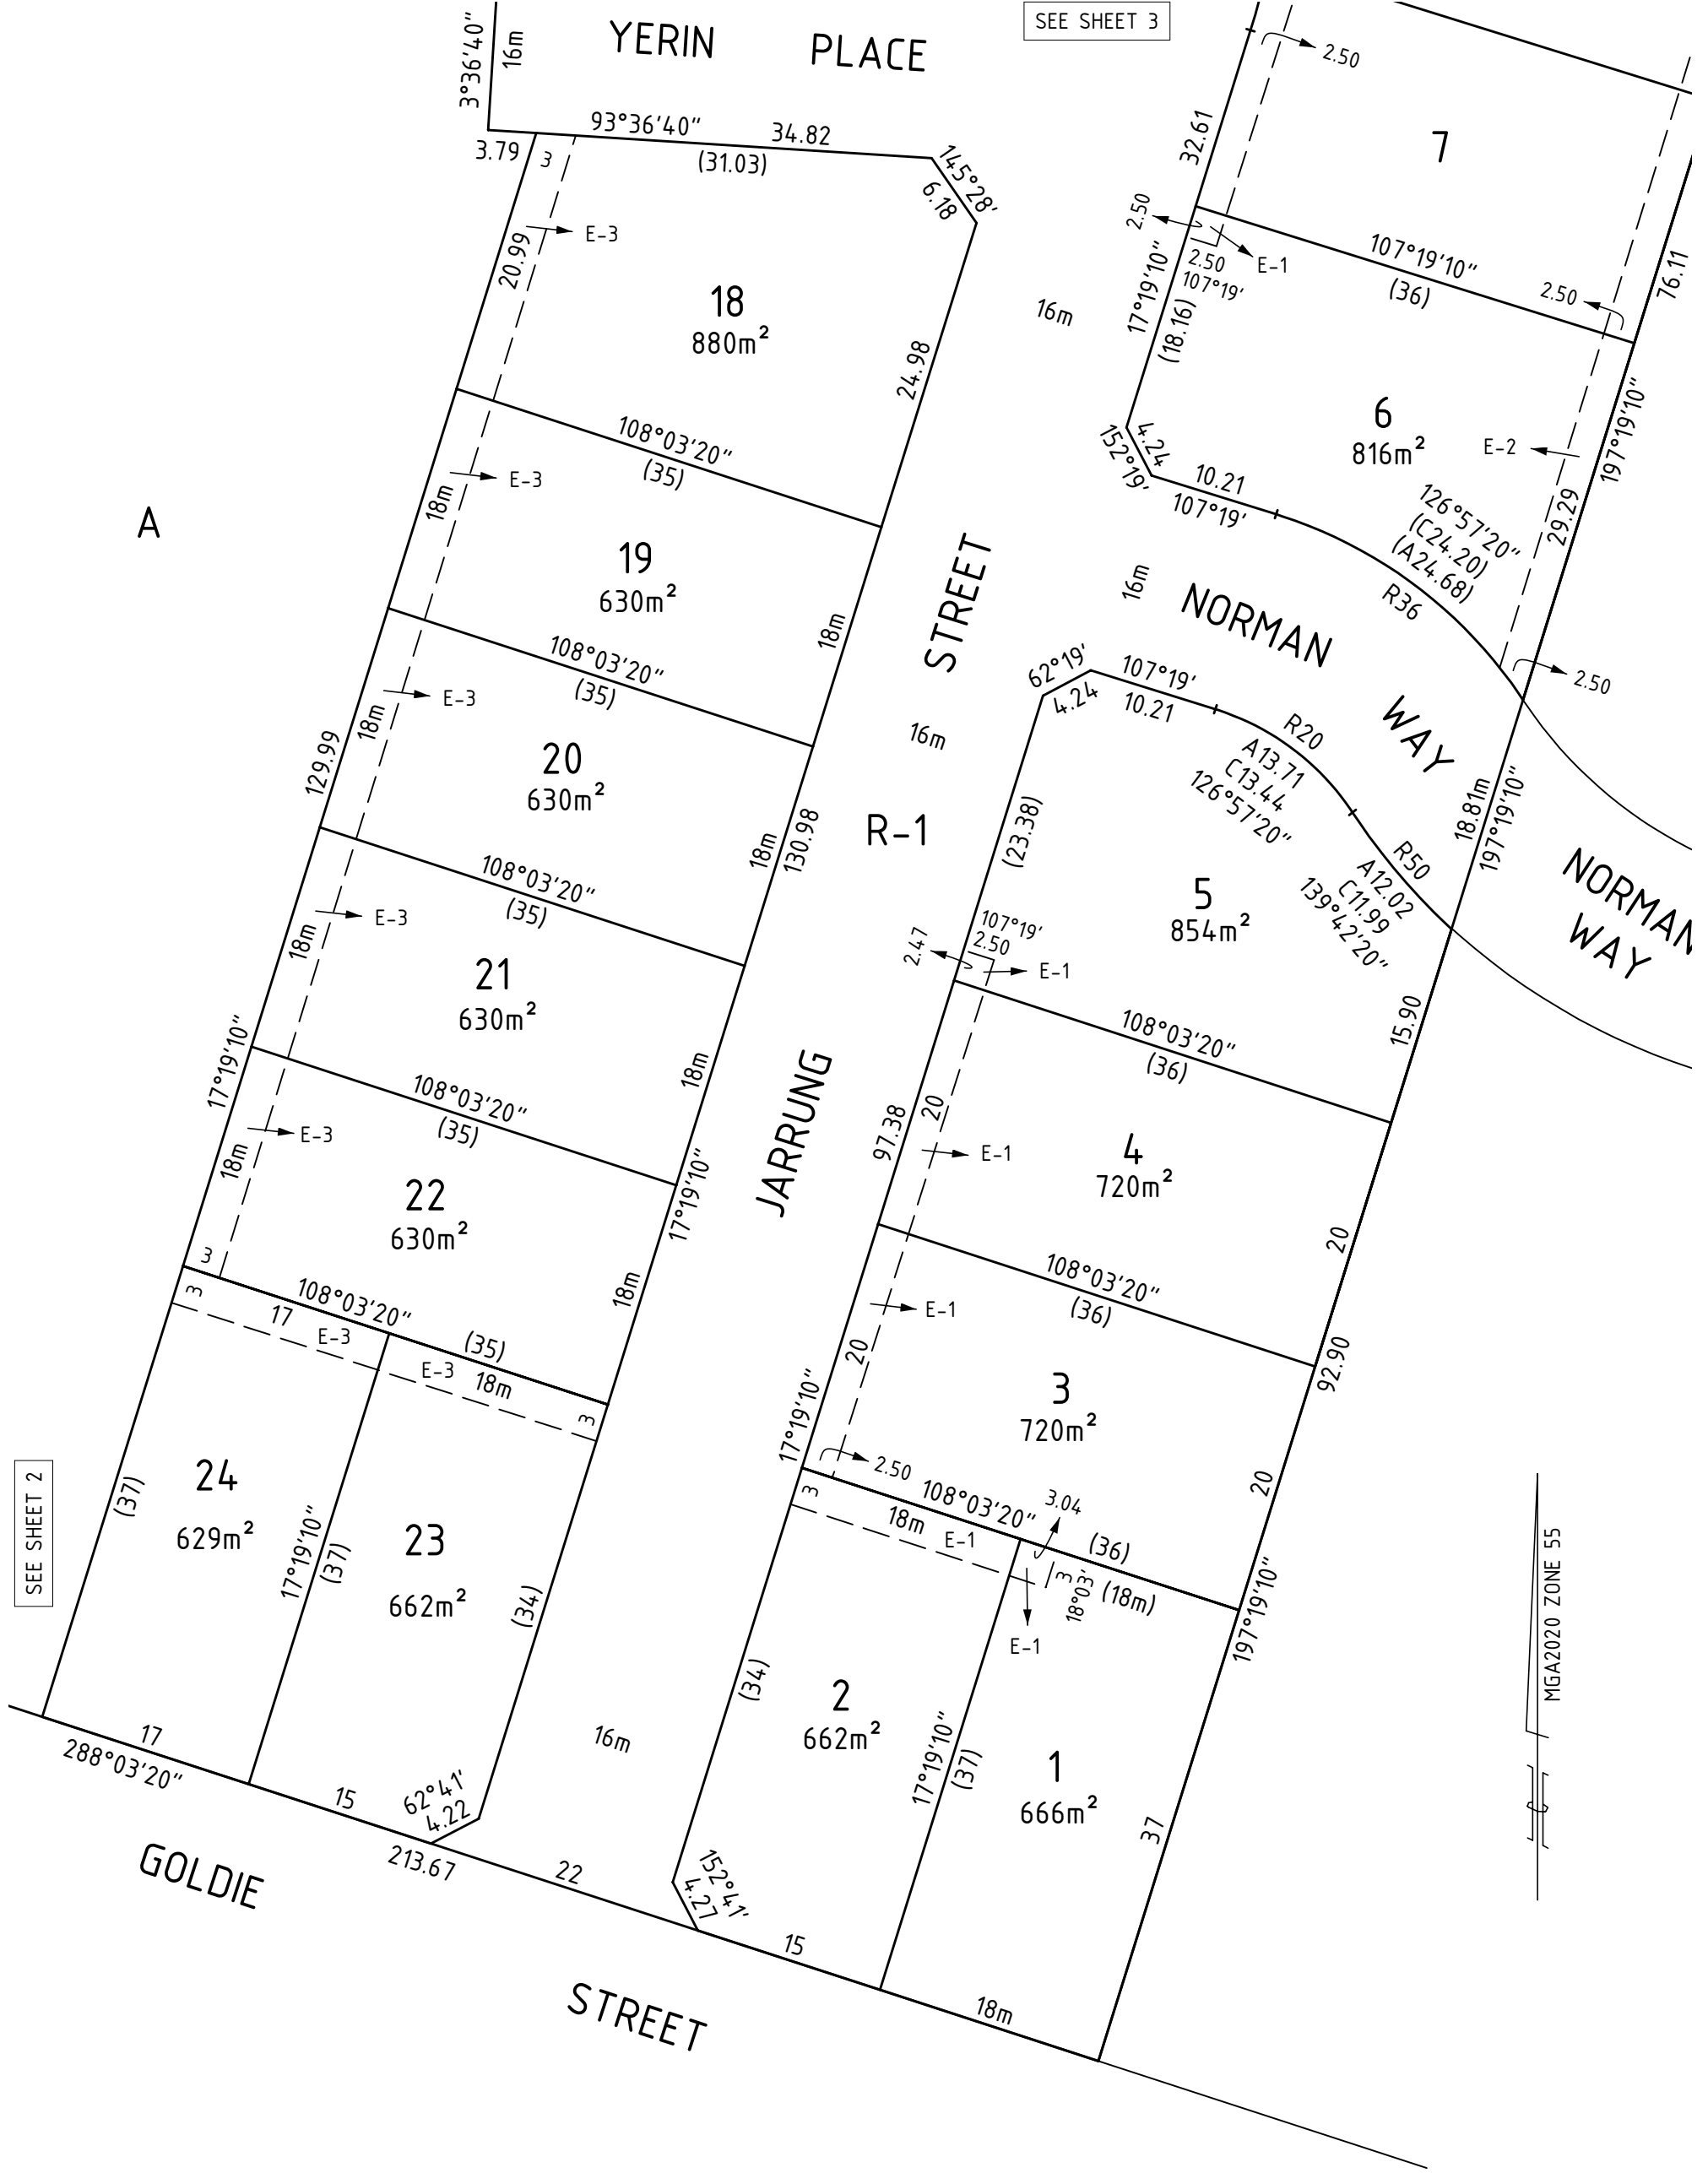 YERIN PLACE
SEE SHEET 3
3°36'40"
16m
93°36'40"
34.82
3.79
3
(31.03)
145°28'
6.18
2.50
32.61
7
E-3
20.99
18
880m²
24.98
16m
2.50
2.50
107°19'
E-1
17°19'10"
(18.16)
107°19'10"
(36)
2.50
76.11
108°03'20"
(35)
4.24
152°19'
10.21
107°19'
6
816m²
E-2
197°19'10"
29.29
126°57'20"
(C24.20)
(A24.68)
R36
A
E-3
18m
19
630m²
18m
STREET
16m
NORMAN
WAY
2.50
108°03'20"
(35)
62°19'
4.24
107°19'
10.21
R20
A13.71
C13.44
126°57'20"
E-3
18m
129.99
20
630m²
18m
130.98
16m
R-1
(23.38)
5
854m²
R50
A12.02
C11.99
139°42'20"
18.81m
197°19'10"
NORMAN
WAY
108°03'20"
(35)
E-3
18m
21
630m²
18m
2.47
107°19'
2.50
E-1
15.90
108°03'20"
(36)
17°19'10"
108°03'20"
(35)
JARRUNG
97.38
20
E-1
4
720m²
20
E-3
18m
22
630m²
17°19'10"
18m
3
3
108°03'20"
(35)
17
E-3
E-3
18m
3
108°03'20"
(36)
E-1
20
3
720m²
92.90
20
17°19'10"
2.50
108°03'20"
3.04
(36)
3
18m
E-1
3
18°03'
(18m)
E-1
197°19'10"
SEE SHEET 2
(37)
24
629m²
17°19'10"
(37)
23
662m²
(34)
(34)
2
662m²
17°19'10"
(37)
1
666m²
37
MGA2020 ZONE 55
16m
17
288°03'20"
15
62°41'
4.22
213.67
22
152°41'
4.27
15
18m
GOLDIE
STREET